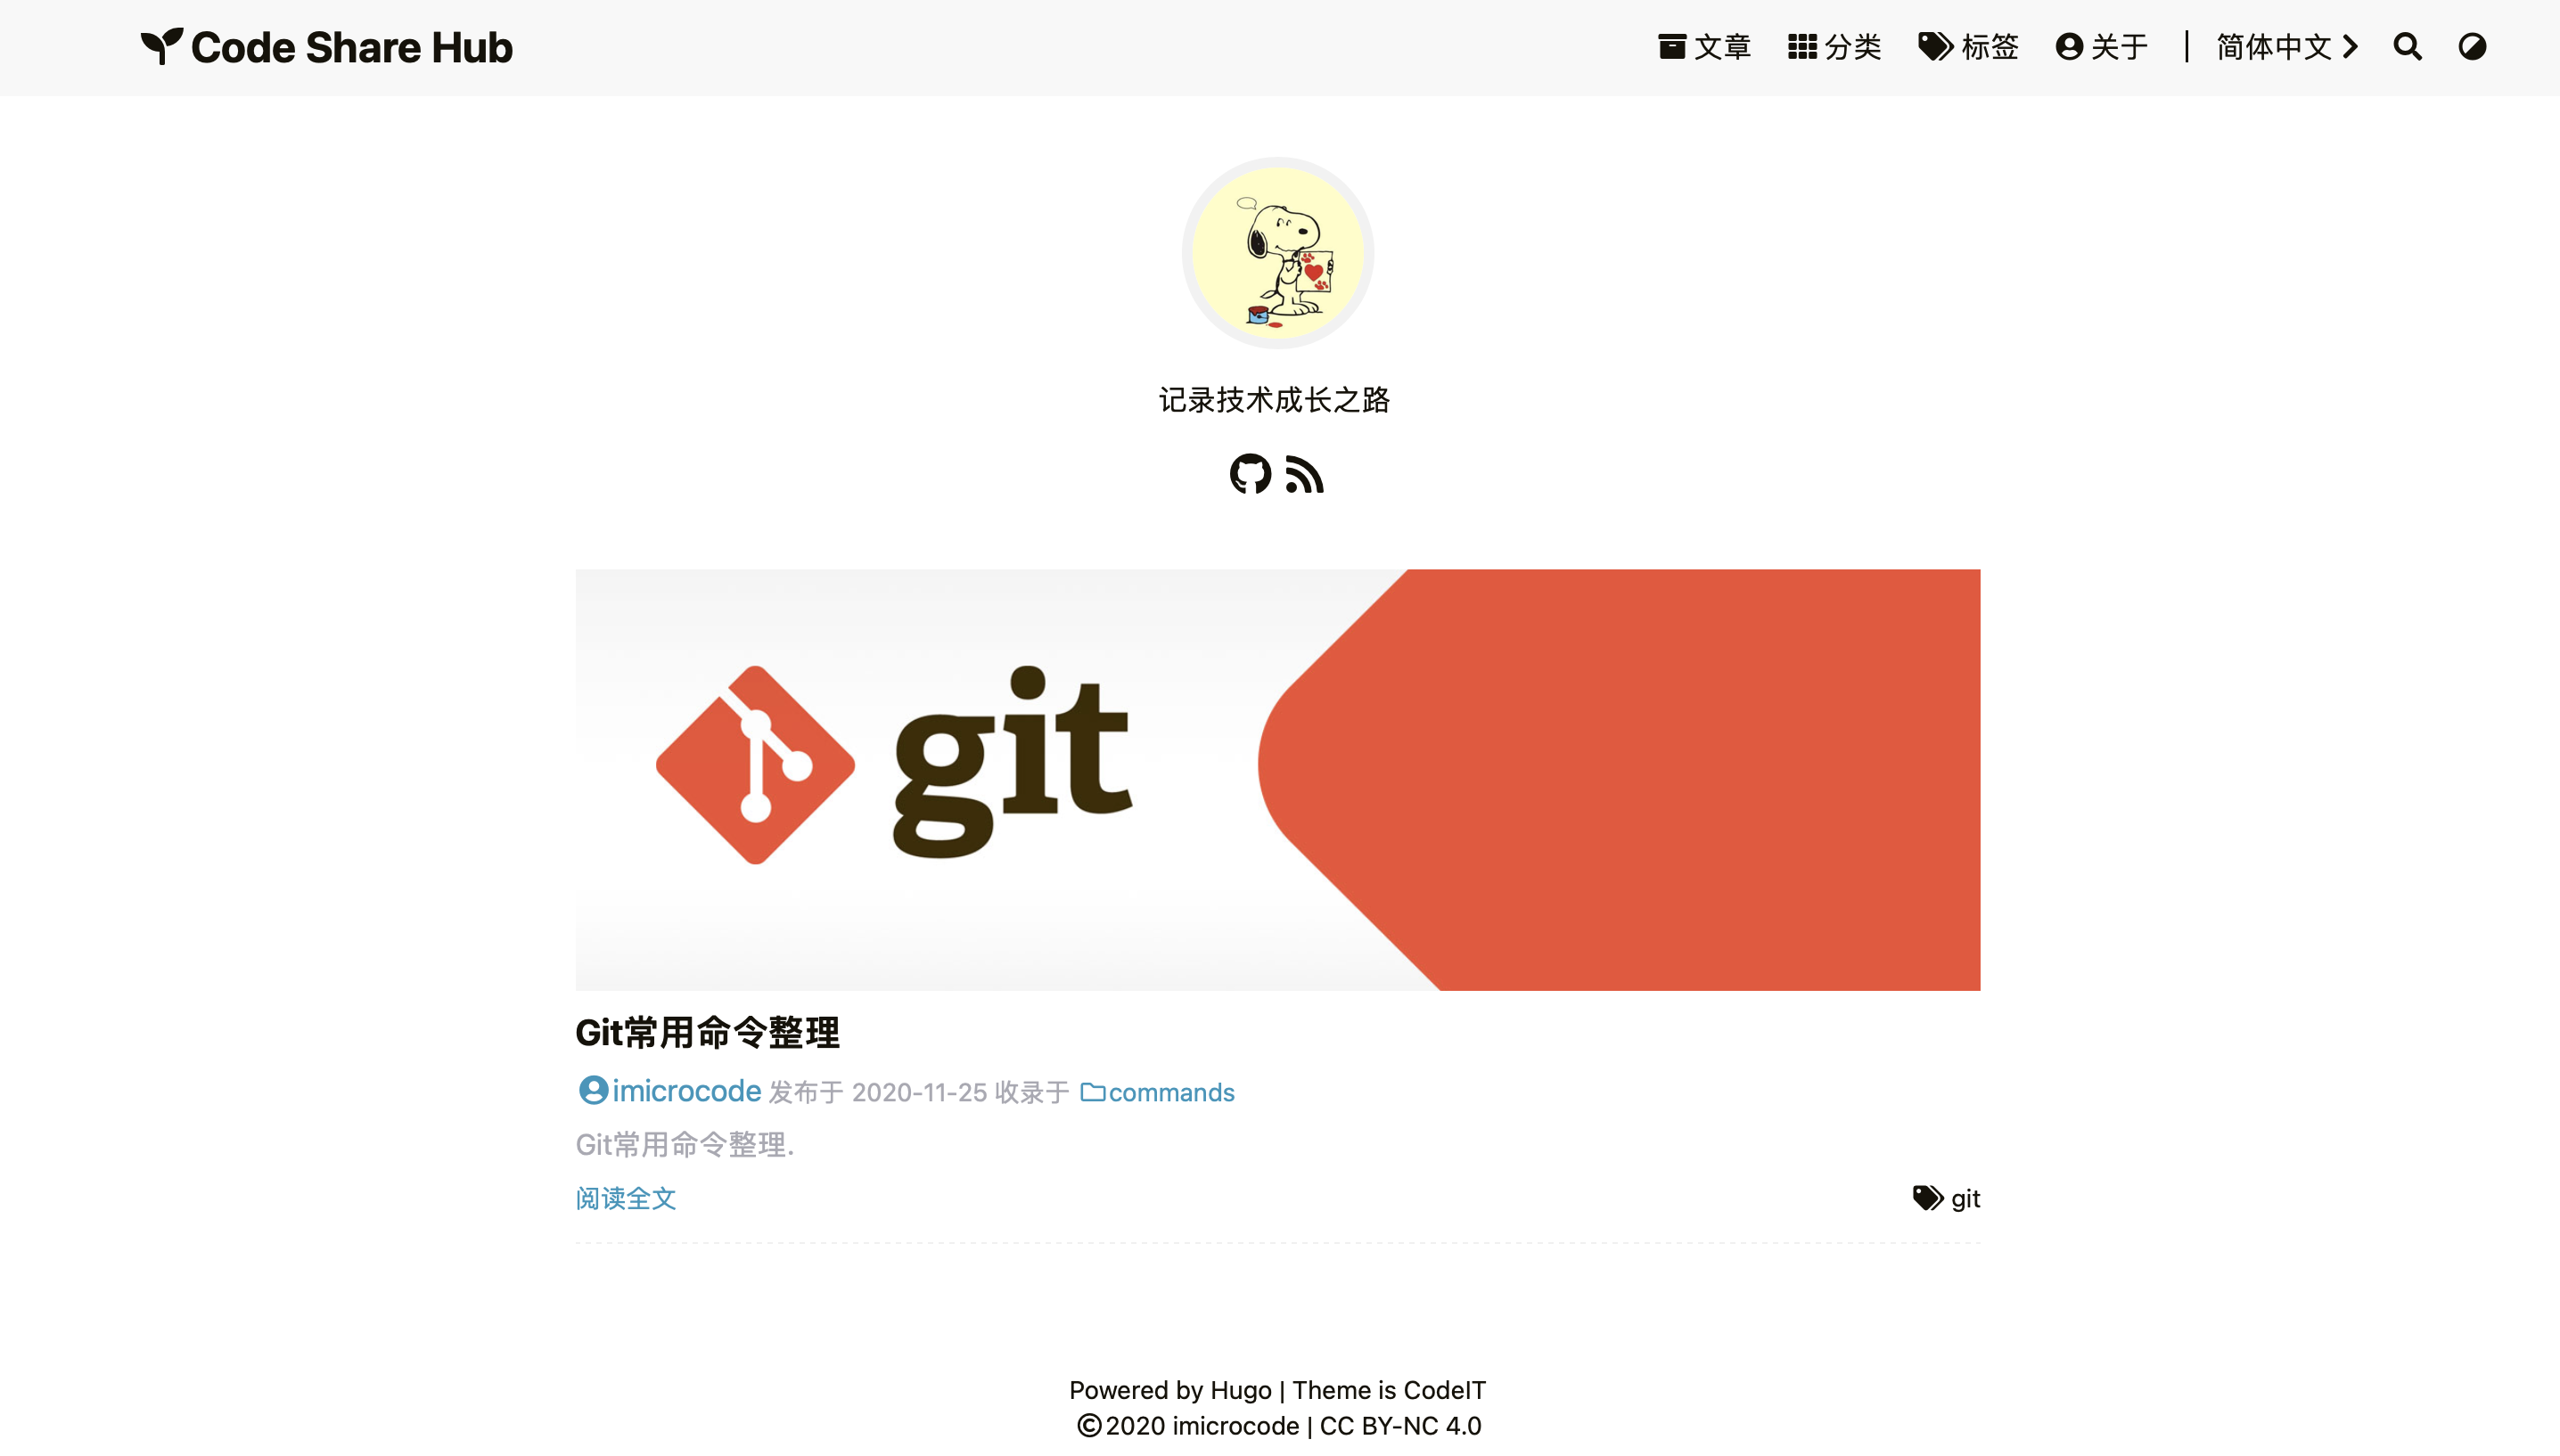 Code Share Hub
文章 分类 标签 关于 | 简体中文
记录技术成长之路
git
Git常用命令整理
imicrocode 发布于 2020-11-25 收录于 commands
Git常用命令整理.
阅读全文 git
Powered by Hugo | Theme is CodeIT
©2020 imicrocode | CC BY-NC 4.0